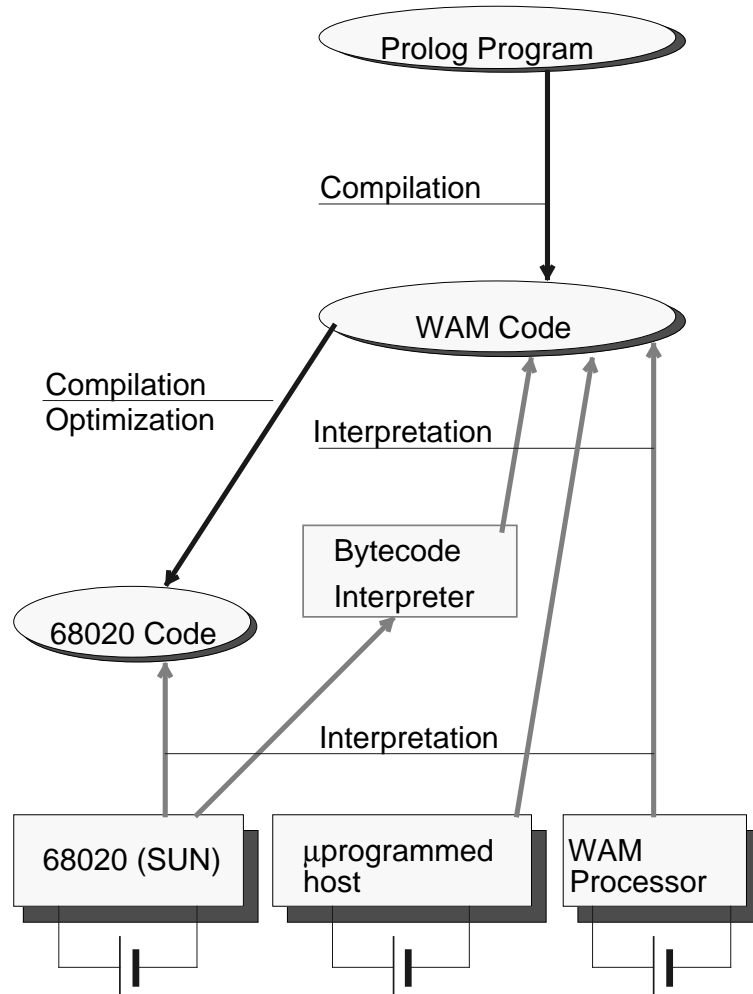 Prolog Program
Compilation
WAM Code
Compilation
Optimization
Interpretation
Bytecode
Interpreter
68020 Code
Interpretation
68020 (SUN)
μprogrammed
host
WAM
Processor